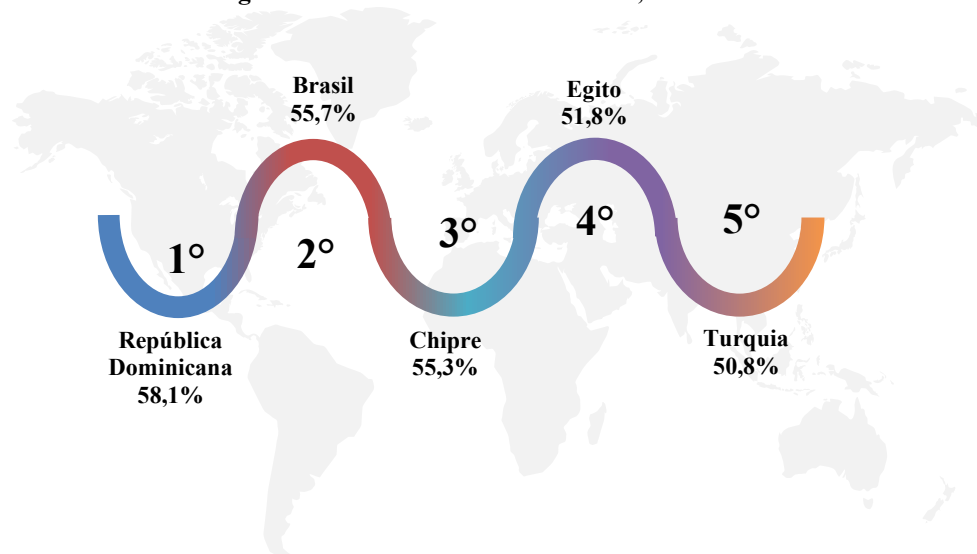 Brasil
55,7%
Egito
51,8%
1°
2°
3°
4°
5°
República
Dominicana
58,1%
Chipre
55,3%
Turquia
50,8%